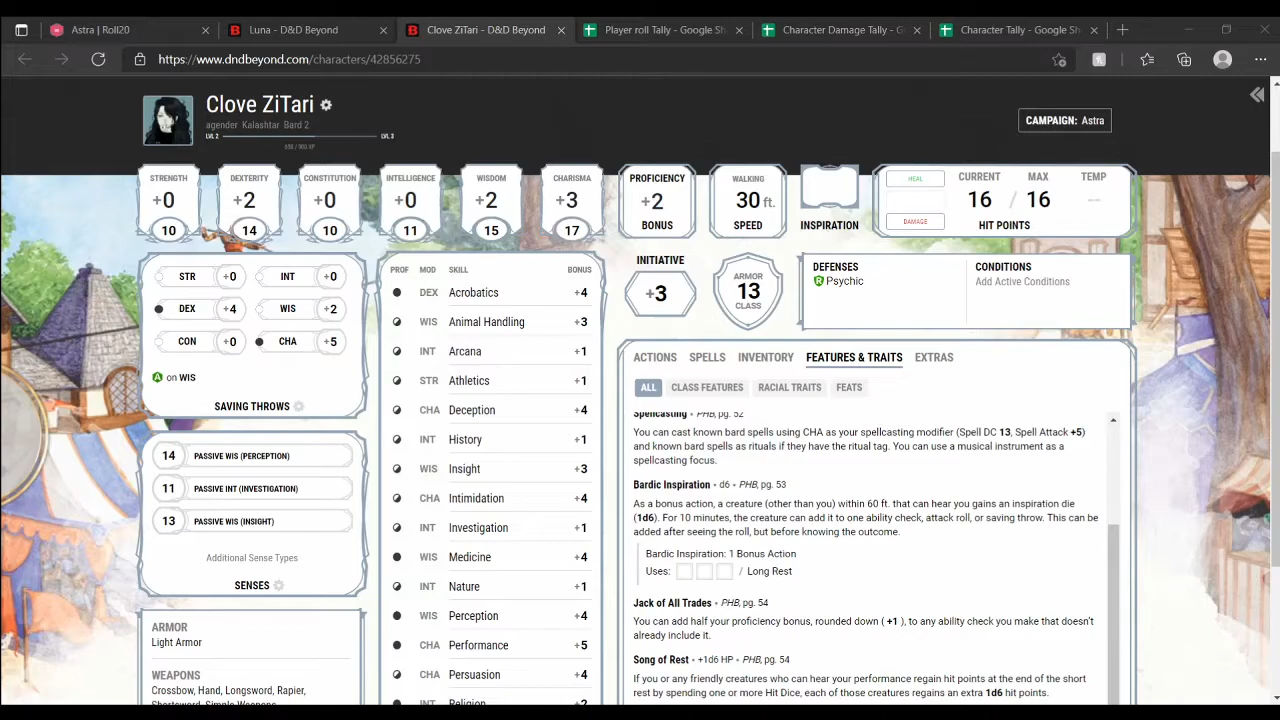 Astra | Roll20
Luna - D&D Beyond
Clove ZiTari - D&D Beyond
Player roll Tally - Google Sh
Character Damage Tally - G
Character Tally - Google Sh
https://www.dndbeyond.com/characters/42856275
Clove ZiTari
agender Kalashtar Bard 2
LVL 2 LVL 3
650 / 900 XP
CAMPAIGN: Astra
STRENGTH
+0
10
DEXTERITY
+2
14
CONSTITUTION
+0
10
INTELLIGENCE
+0
11
WISDOM
+2
15
CHARISMA
+3
17
PROFICIENCY
+2
BONUS
WALKING
30 ft.
SPEED
INSPIRATION
HEAL
DAMAGE
CURRENT MAX TEMP
16 / 16 ---
HIT POINTS
STR +0 INT +0
DEX +4 WIS +2
CON +0 CHA +5
A on WIS
SAVING THROWS
14 PASSIVE WIS (PERCEPTION)
11 PASSIVE INT (INVESTIGATION)
13 PASSIVE WIS (INSIGHT)
Additional Sense Types
SENSES
ARMOR
Light Armor
WEAPONS
Crossbow, Hand, Longsword, Rapier,
Shortsword, Simple Weapons
PROF MOD SKILL BONUS
DEX Acrobatics +4
WIS Animal Handling +3
INT Arcana +1
STR Athletics +1
CHA Deception +4
INT History +1
WIS Insight +3
CHA Intimidation +4
INT Investigation +1
WIS Medicine +4
INT Nature +1
WIS Perception +4
CHA Performance +5
CHA Persuasion +4
INT Religion +2
INITIATIVE
+3
ARMOR
13
CLASS
DEFENSES
R Psychic
CONDITIONS
Add Active Conditions
ACTIONS SPELLS INVENTORY FEATURES & TRAITS EXTRAS
ALL CLASS FEATURES RACIAL TRAITS FEATS
Spellcasting • PHB, pg. 52
You can cast known bard spells using CHA as your spellcasting modifier (Spell DC 13, Spell Attack +5)
and known bard spells as rituals if they have the ritual tag. You can use a musical instrument as a
spellcasting focus.
Bardic Inspiration • d6 • PHB, pg. 53
As a bonus action, a creature (other than you) within 60 ft. that can hear you gains an inspiration die
(1d6). For 10 minutes, the creature can add it to one ability check, attack roll, or saving throw. This can be
added after seeing the roll, but before knowing the outcome.
Bardic Inspiration: 1 Bonus Action
Uses: / Long Rest
Jack of All Trades • PHB, pg. 54
You can add half your proficiency bonus, rounded down ( +1 ), to any ability check you make that doesn't
already include it.
Song of Rest • +1d6 HP • PHB, pg. 54
If you or any friendly creatures who can hear your performance regain hit points at the end of the short
rest by spending one or more Hit Dice, each of those creatures regains an extra 1d6 hit points.